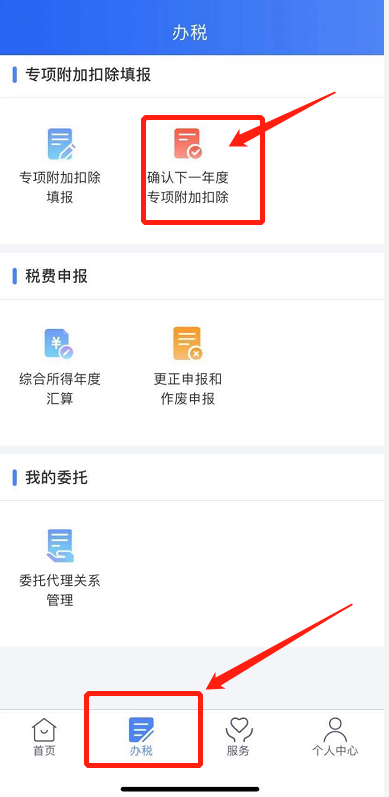 办税
专项附加扣除填报
专项附加扣除
填报
确认下一年度
专项附加扣除
税费申报
综合所得年度
汇算
更正申报和
作废申报
我的委托
委托代理关系
管理
首页
办税
服务
个人中心